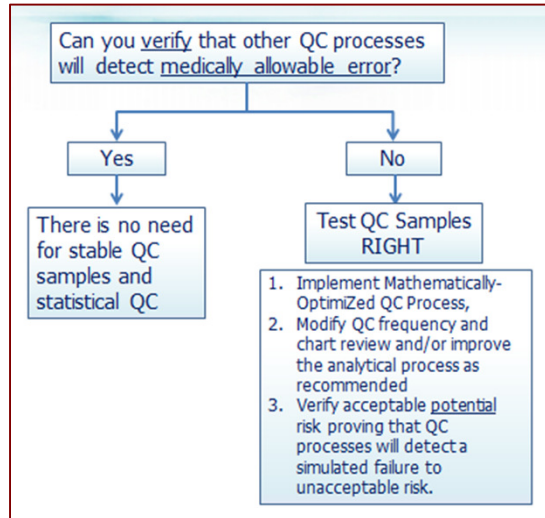 Can you verify that other QC processes
will detect medically allowable error?
Yes
No
There is no need
for stable QC
samples and
statistical QC
Test QC Samples
RIGHT
1. Implement Mathematically-
OptimiZed QC Process,
2. Modify QC frequency and
chart review and/or improve
the analytical process as
recommended
3. Verify acceptable potential
risk proving that QC
processes will detect a
simulated failure to
unacceptable risk.